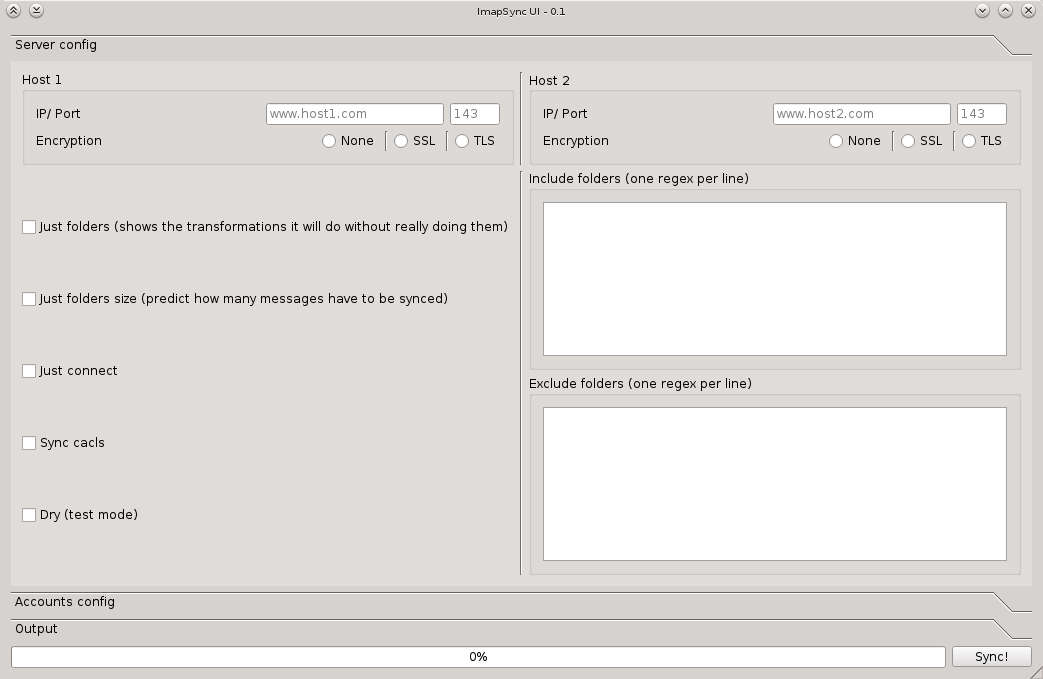 ImapSync UI - 0.1
Server config
Host 1
IP/ Port www.host1.com 143
Encryption None SSL TLS
Host 2
IP/ Port www.host2.com 143
Encryption None SSL TLS
Just folders (shows the transformations it will do without really doing them)
Just folders size (predict how many messages have to be synced)
Just connect
Sync cacls
Dry (test mode)
Include folders (one regex per line)
Exclude folders (one regex per line)
Accounts config
Output
0% Sync!